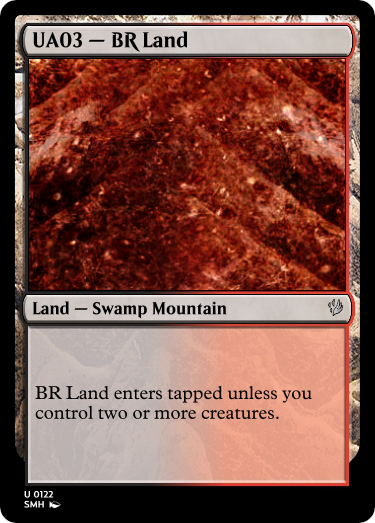 UA03 — BR Land
Land — Swamp Mountain
BR Land enters tapped unless you
control two or more creatures.
U 0122
SMH